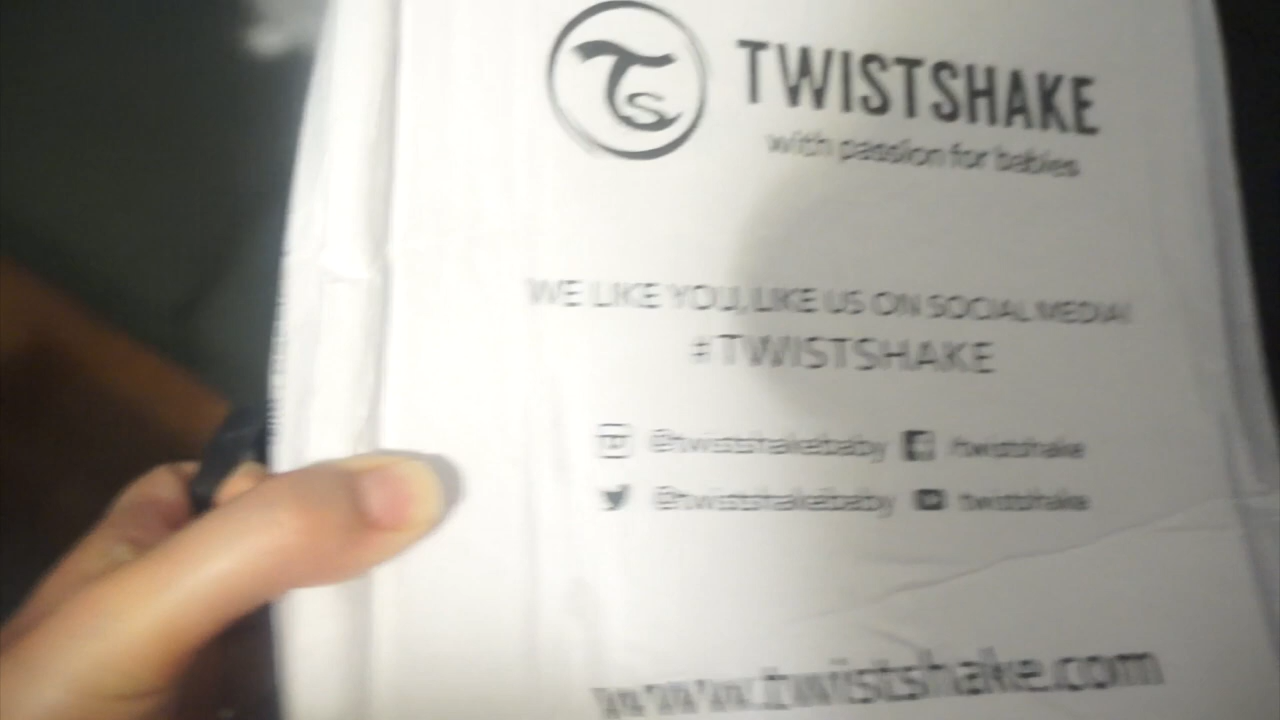 Ts TWISTSHAKE
with passion for babies
WE LIKE YOU, LIKE US ON SOCIAL MEDIA!
#TWISTSHAKE
@twistshakebaby /twistshake
@twistshakebaby twistshake
www.twistshake.com